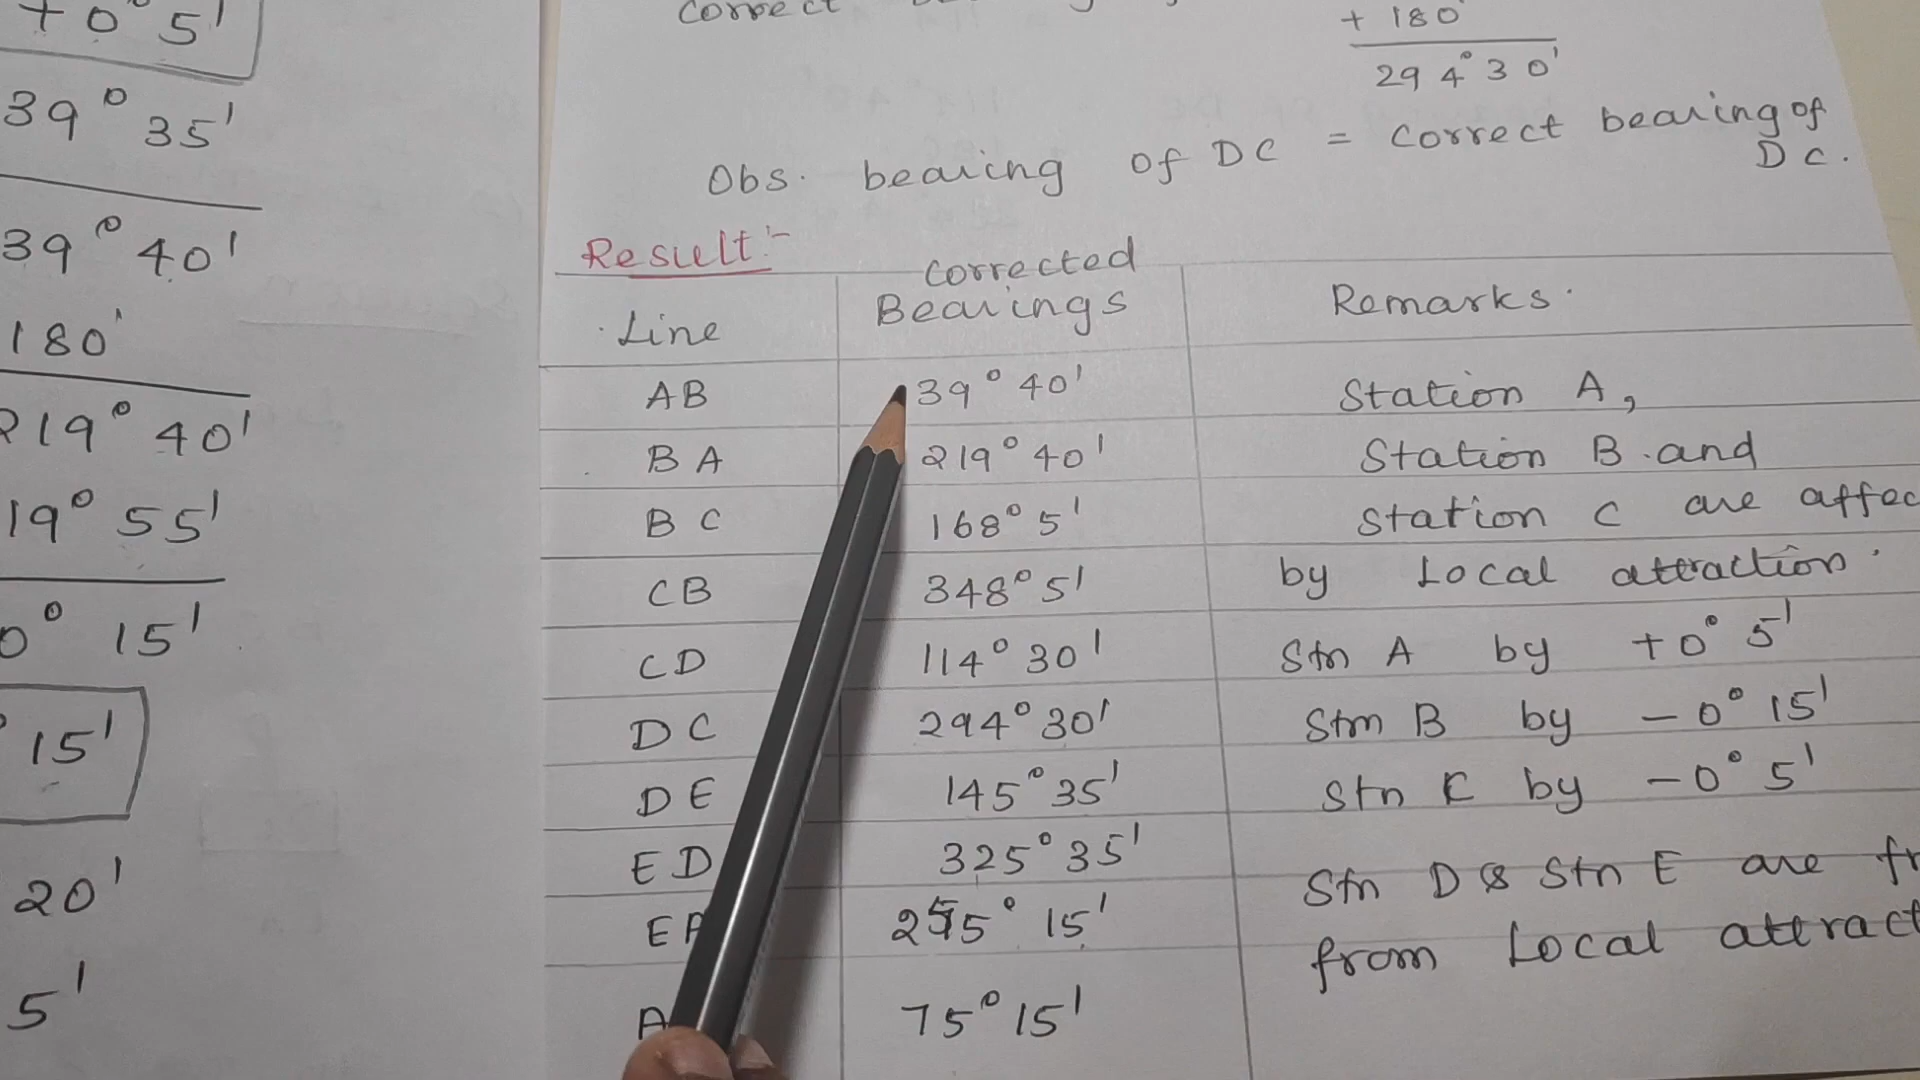 +0° 5'
39° 35'
39° 40'
180'
219° 40'
19° 55'
0° 15'
15'
20'
5'
correct
+ 180
294° 30'
Obs. bearing of DC = correct bearing of
DC.
Result:-
Line
Corrected
Bearings
Remarks.
AB 39° 40' Station A,
BA 219° 40' Station B. and
BC 168° 5' Station C are affec
CB 348° 5' by Local attraction.
CD 114° 30' Stn A by +0° 5'
DC 294° 30' Stn B by -0° 15'
DE 145° 35' Stn C by -0° 5'
ED 325° 35' Stn D & Stn E are fr
E 255° 15' from Local attract
A 75° 15'